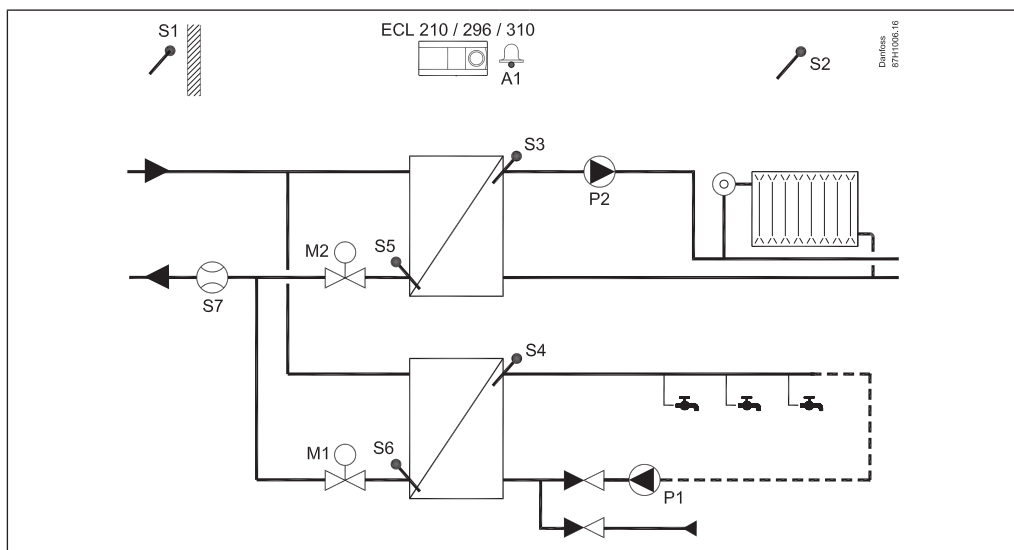 S1
ECL 210 / 296 / 310
A1
S2
Danfoss
87H1006.16
S3
P2
M2
S5
S7
S4
M1
S6
P1